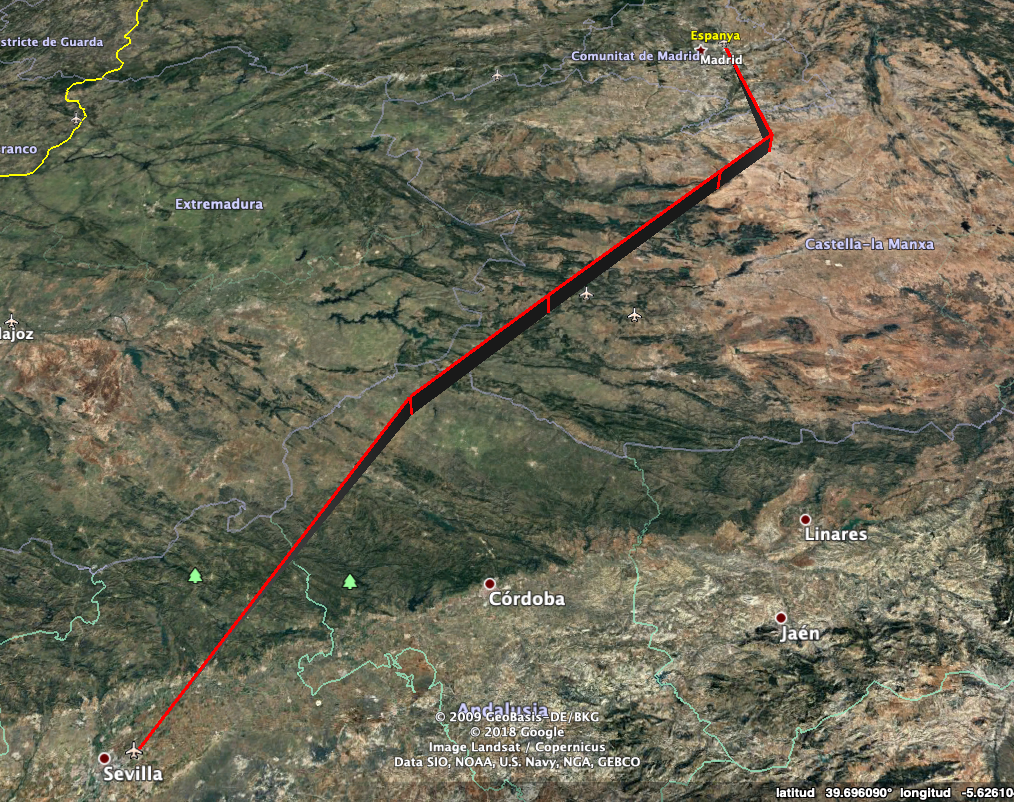 Espanya
stricte de Guarda
Comunitat de Madrid
Madrid
ranco
Extremadura
Castella-la Manxa
lajoz
Linares
Córdoba
Jaén
Andalusia
© 2009 GeoBasis-DE/BKG
© 2018 Google
Image Landsat / Copernicus
Data SIO, NOAA, U.S. Navy, NGA, GEBCO
Sevilla
latitud 39.696090° longitud -5.62610